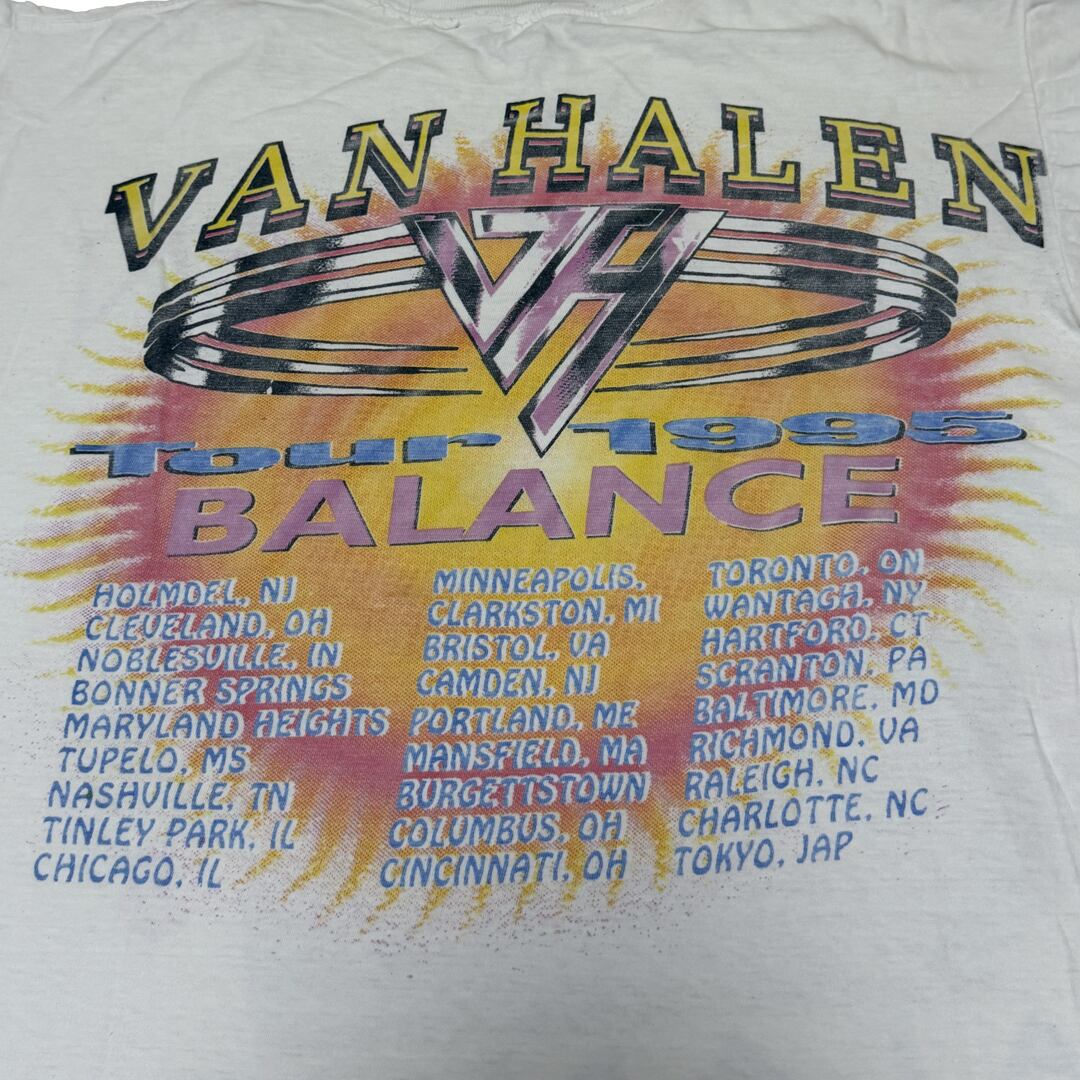 VAN HALEN
VH
Tour 1995
BALANCE
HOLMDEL, NJ
CLEVELAND, OH
NOBLESVILLE, IN
BONNER SPRINGS
MARYLAND HEIGHTS
TUPELO, MS
NASHVILLE, TN
TINLEY PARK, IL
CHICAGO, IL
MINNEAPOLIS,
CLARKSTON, MI
BRISTOL, VA
CAMDEN, NJ
PORTLAND, ME
MANSFIELD, MA
BURGETTSTOWN
COLUMBUS, OH
CINCINNATI, OH
TORONTO, ON
WANTAGH, NY
HARTFORD, CT
SCRANTON, PA
BALTIMORE, MD
RICHMOND, VA
RALEIGH, NC
CHARLOTTE, NC
TOKYO, JAP